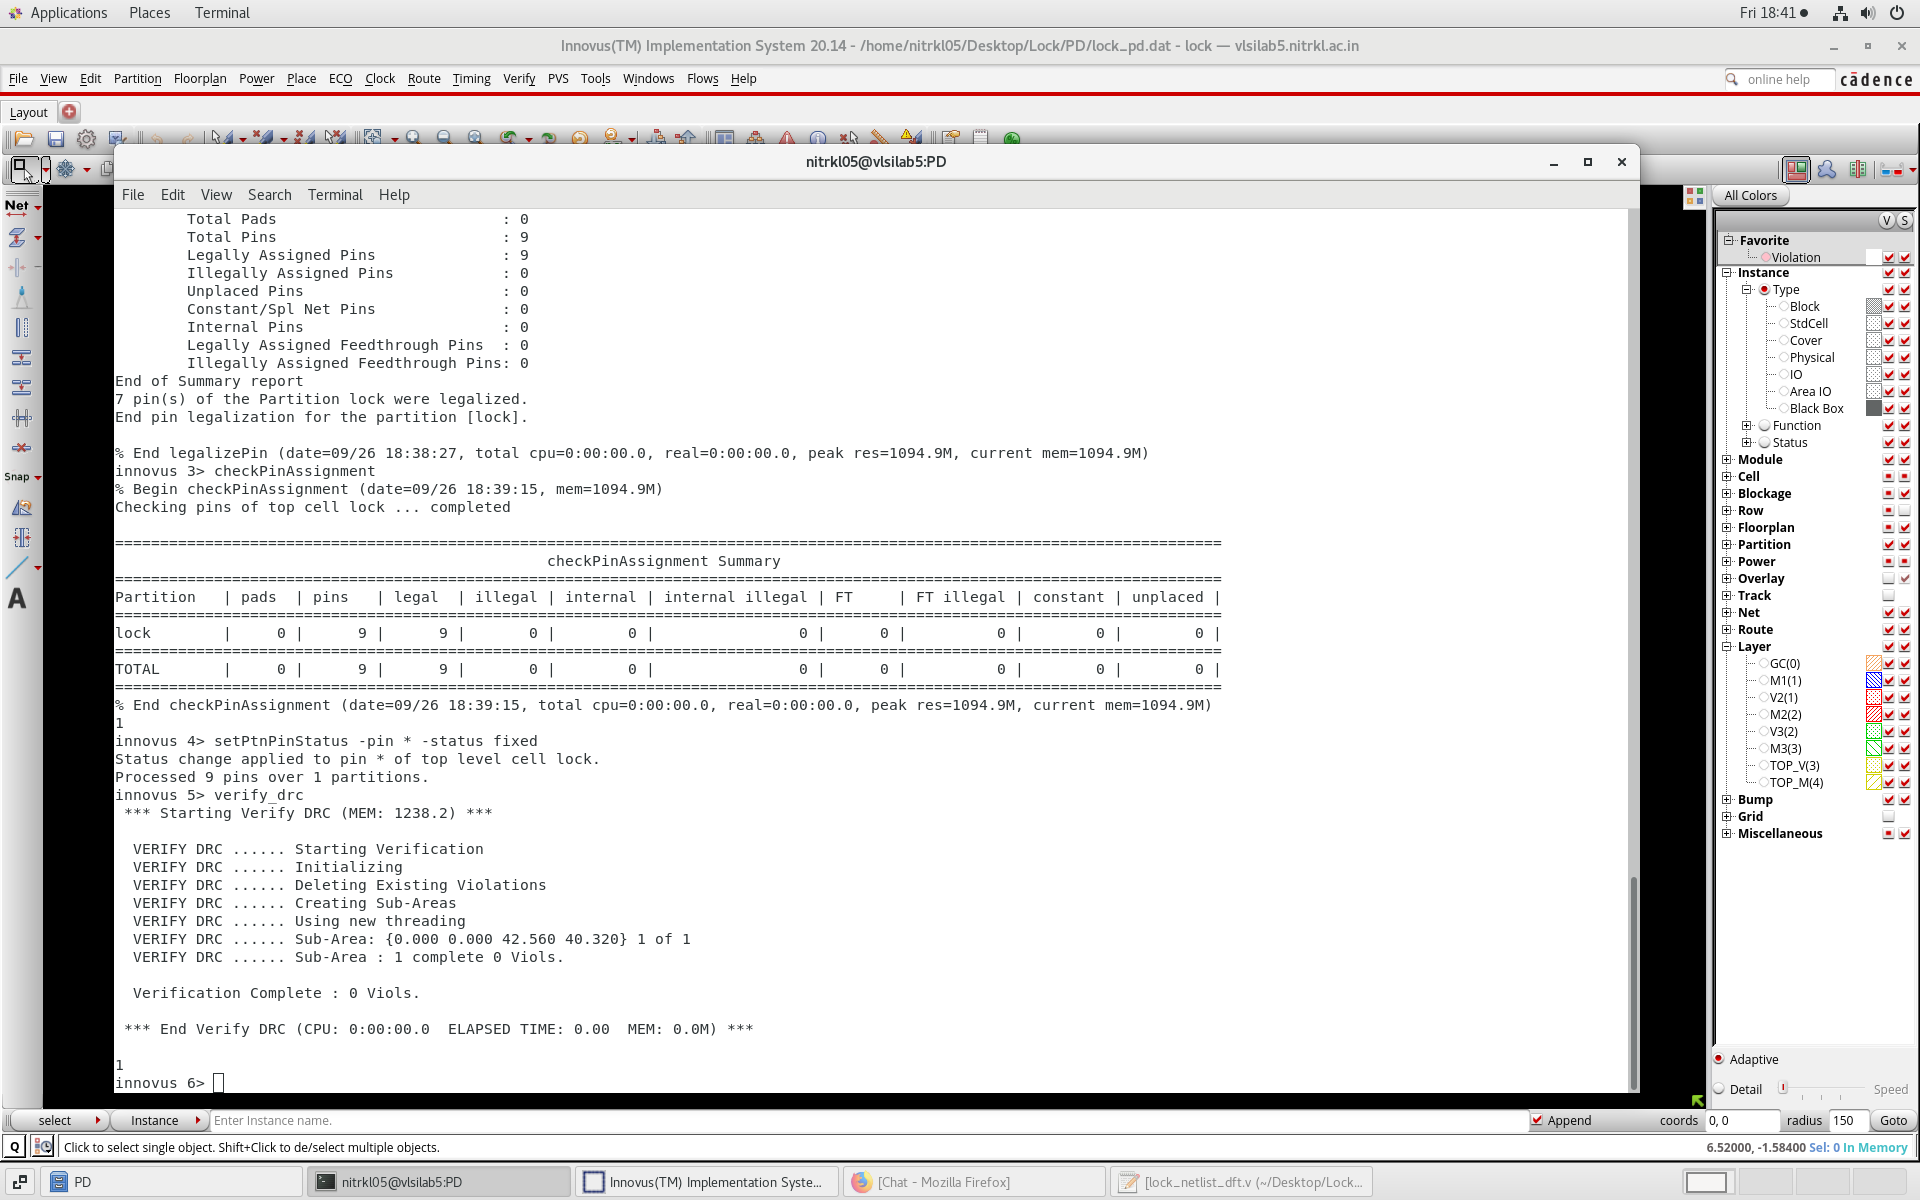 Applications Places Terminal Fri 18:41
Innovus(TM) Implementation System 20.14 - /home/nitrkl05/Desktop/Lock/PD/lock_pd.dat - lock — vlsilab5.nitrkl.ac.in
File View Edit Partition Floorplan Power Place ECO Clock Route Timing Verify PVS Tools Windows Flows Help online help cādence
Layout
nitrkl05@vlsilab5:PD
File Edit View Search Terminal Help
Total Pads : 0
Total Pins : 9
Legally Assigned Pins : 9
Illegally Assigned Pins : 0
Unplaced Pins : 0
Constant/Spl Net Pins : 0
Internal Pins : 0
Legally Assigned Feedthrough Pins : 0
Illegally Assigned Feedthrough Pins: 0
End of Summary report
7 pin(s) of the Partition lock were legalized.
End pin legalization for the partition [lock].
% End legalizePin (date=09/26 18:38:27, total cpu=0:00:00.0, real=0:00:00.0, peak res=1094.9M, current mem=1094.9M)
innovus 3> checkPinAssignment
% Begin checkPinAssignment (date=09/26 18:39:15, mem=1094.9M)
Checking pins of top cell lock ... completed
===========================================================================================================================
checkPinAssignment Summary
===========================================================================================================================
Partition | pads | pins | legal | illegal | internal | internal illegal | FT | FT illegal | constant | unplaced |
===========================================================================================================================
lock | 0 | 9 | 9 | 0 | 0 | 0 | 0 | 0 | 0 | 0 |
===========================================================================================================================
TOTAL | 0 | 9 | 9 | 0 | 0 | 0 | 0 | 0 | 0 | 0 |
===========================================================================================================================
% End checkPinAssignment (date=09/26 18:39:15, total cpu=0:00:00.0, real=0:00:00.0, peak res=1094.9M, current mem=1094.9M)
1
innovus 4> setPtnPinStatus -pin * -status fixed
Status change applied to pin * of top level cell lock.
Processed 9 pins over 1 partitions.
innovus 5> verify_drc
*** Starting Verify DRC (MEM: 1238.2) ***
VERIFY DRC ...... Starting Verification
VERIFY DRC ...... Initializing
VERIFY DRC ...... Deleting Existing Violations
VERIFY DRC ...... Creating Sub-Areas
VERIFY DRC ...... Using new threading
VERIFY DRC ...... Sub-Area: {0.000 0.000 42.560 40.320} 1 of 1
VERIFY DRC ...... Sub-Area : 1 complete 0 Viols.
Verification Complete : 0 Viols.
*** End Verify DRC (CPU: 0:00:00.0 ELAPSED TIME: 0.00 MEM: 0.0M) ***
1
innovus 6>
Net
Snap
A
All Colors
V S
Favorite
Violation
Instance
Type
Block
StdCell
Cover
Physical
IO
Area IO
Black Box
Function
Status
Module
Cell
Blockage
Row
Floorplan
Partition
Power
Overlay
Track
Net
Route
Layer
GC(0)
M1(1)
V2(1)
M2(2)
V3(2)
M3(3)
TOP_V(3)
TOP_M(4)
Bump
Grid
Miscellaneous
Adaptive
Detail Speed
select Instance Enter Instance name. Append coords 0, 0 radius 150 Goto
Q Click to select single object. Shift+Click to de/select multiple objects. 6.52000, -1.58400 Sel: 0 In Memory
PD nitrkl05@vlsilab5:PD Innovus(TM) Implementation Syste... [Chat - Mozilla Firefox] [lock_netlist_dft.v (~/Desktop/Lock...